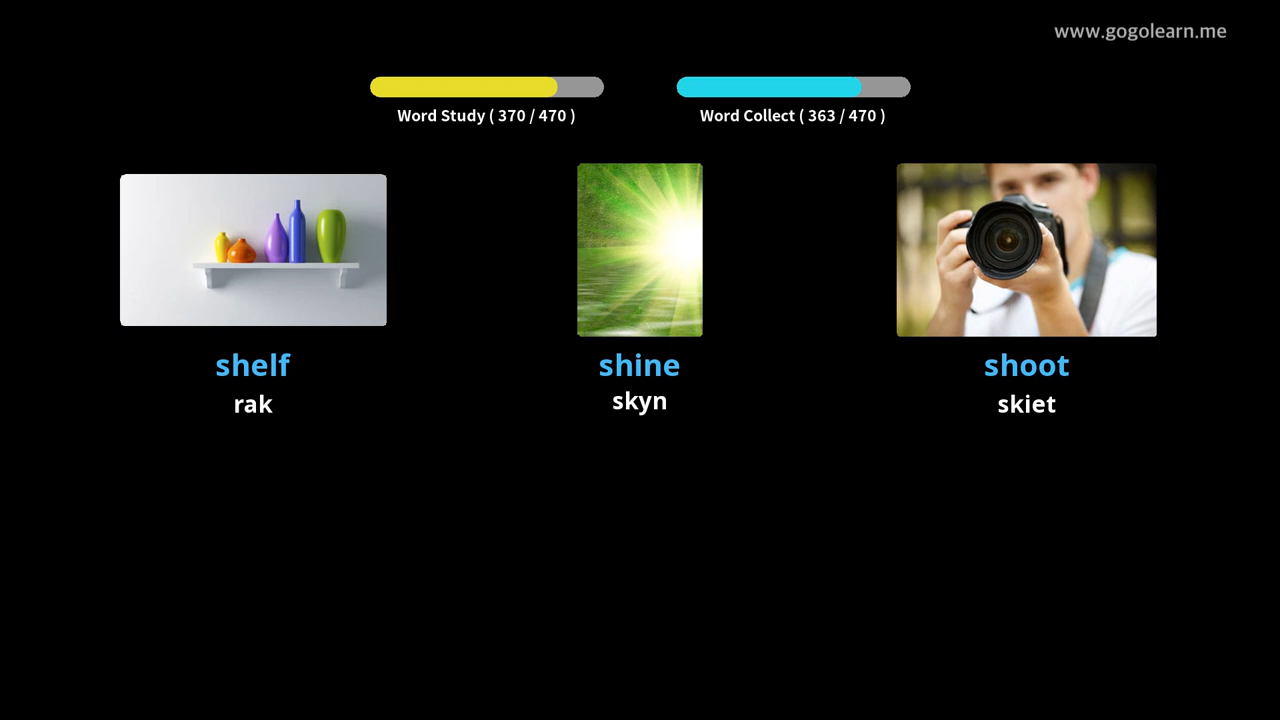 www.gogolearn.me
Word Study ( 370 / 470 )
Word Collect ( 363 / 470 )
shelf
rak
shine
skyn
shoot
skiet